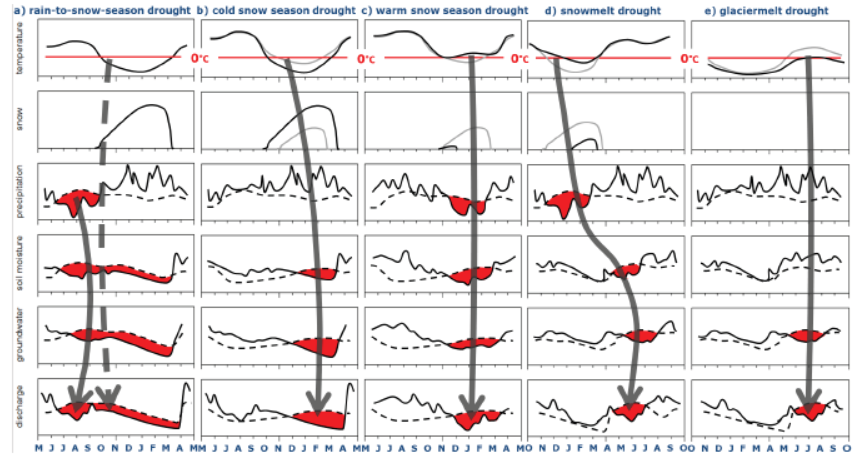 a) rain-to-snow-season drought
b) cold snow season drought
c) warm snow season drought
d) snowmelt drought
e) glaciermelt drought
temperature
0°C
0°C
0°C
0°C
snow
precipitation
soil moisture
groundwater
discharge
M J J A S O N D J F M A M
M J J A S O N D J F M A M
M J J A S O N D J F M A M
O N D J F M A M J J A S O
O N D J F M A M J J A S O